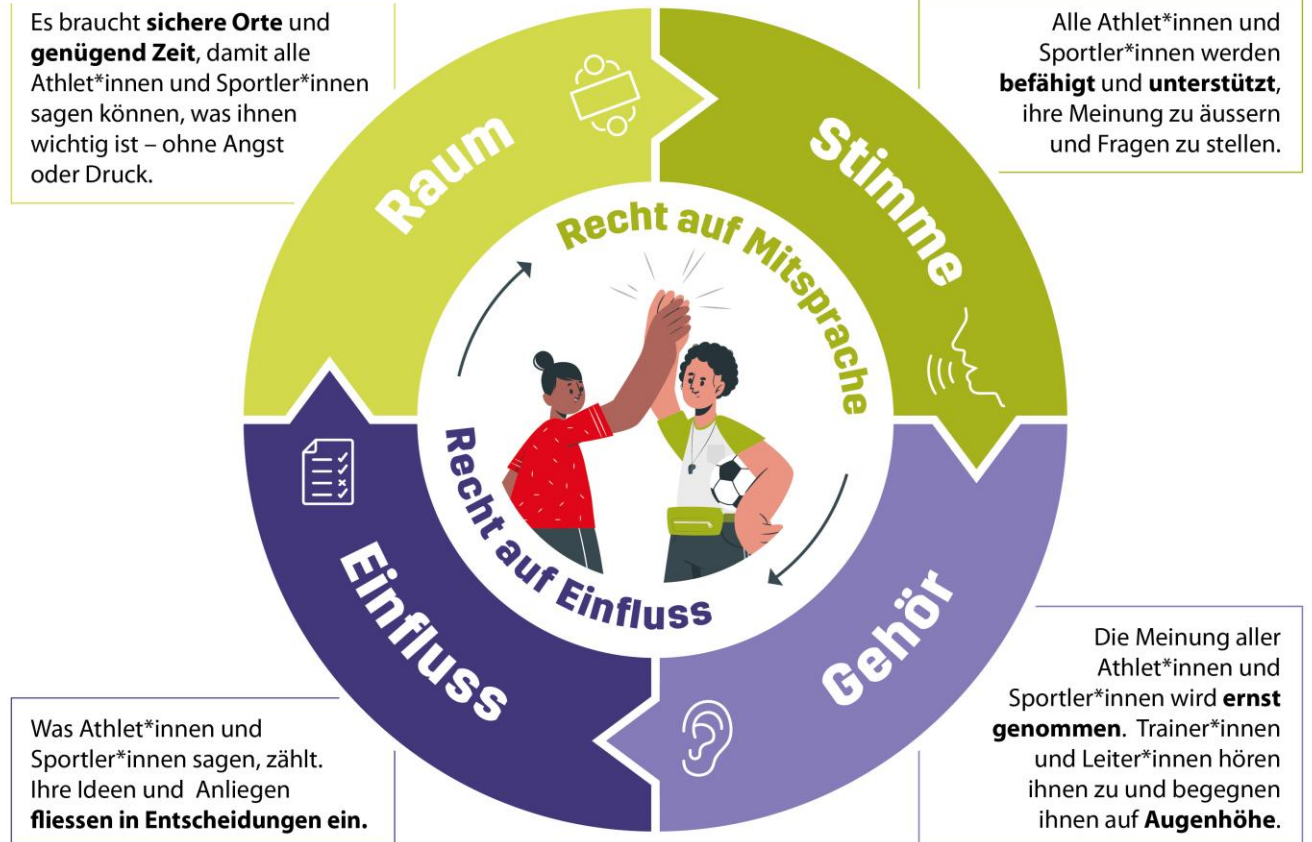 Es braucht sichere Orte und
genügend Zeit, damit alle
Athlet*innen und Sportler*innen
sagen können, was ihnen
wichtig ist – ohne Angst
oder Druck.
Raum
Alle Athlet*innen und
Sportler*innen werden
befähigt und unterstützt,
ihre Meinung zu äussern
und Fragen zu stellen.
Stimme
Recht auf Mitsprache
Recht auf Einfluss
Gehör
Die Meinung aller
Athlet*innen und
Sportler*innen wird ernst
genommen. Trainer*innen
und Leiter*innen hören
ihnen zu und begegnen
ihnen auf Augenhöhe.
Einfluss
Was Athlet*innen und
Sportler*innen sagen, zählt.
Ihre Ideen und Anliegen
fliessen in Entscheidungen ein.